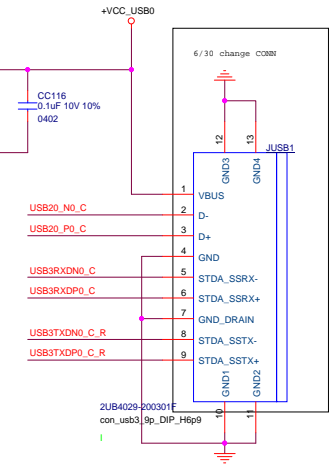 +VCC_USB0
6/30 change CONN
CC116
0.1uF 10V 10%
0402
12
13
JUSB1
GND3
GND4
1
VBUS
USB20_N0_C
2
D-
USB20_P0_C
3
D+
4
GND
USB3RXDN0_C
5
STDA_SSRX-
USB3RXDP0_C
6
STDA_SSRX+
7
GND_DRAIN
USB3TXDN0_C_R
8
STDA_SSTX-
USB3TXDP0_C_R
9
STDA_SSTX+
GND1
GND2
10
11
2UB4029-200301F
con_usb3_9p_DIP_H6p9